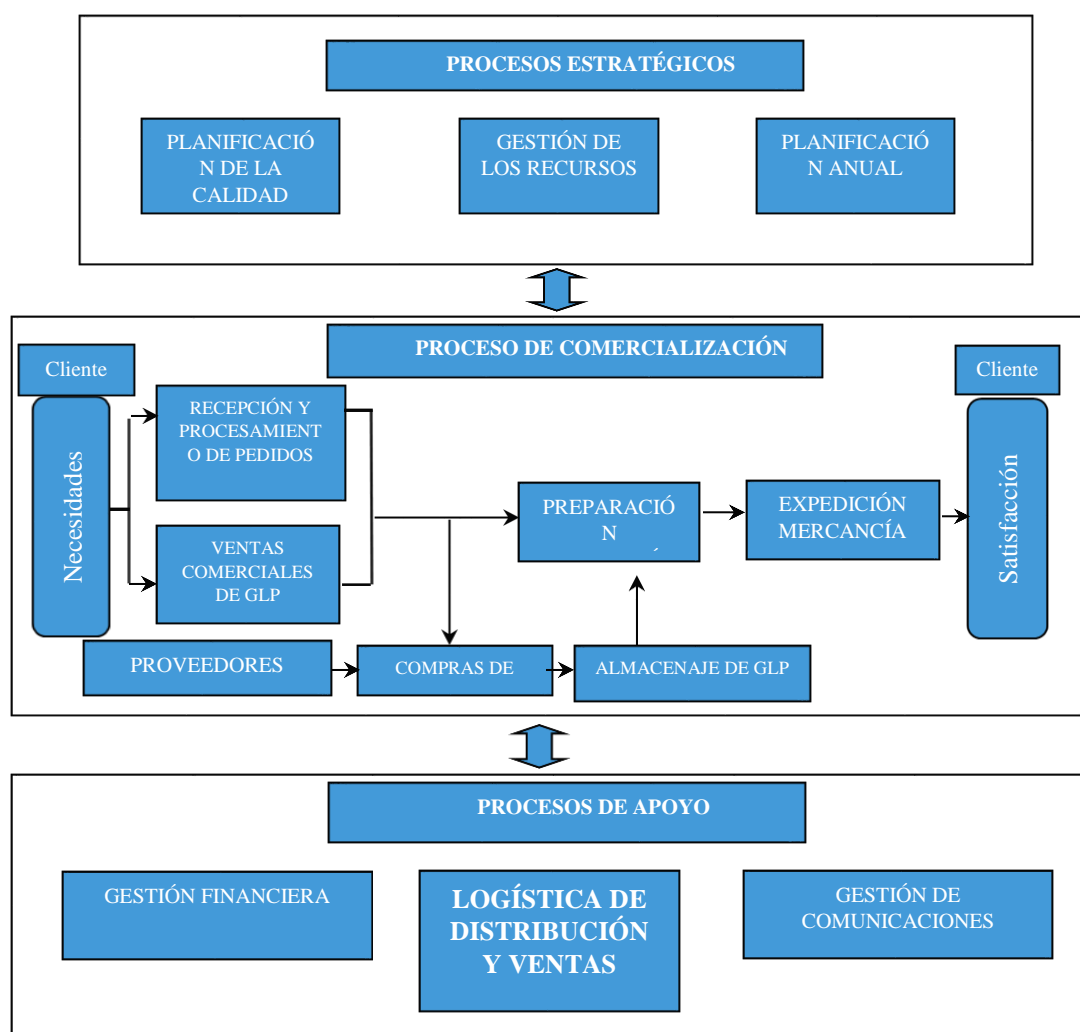 PROCESOS ESTRATÉGICOS
PLANIFICACIÓ
N DE LA
CALIDAD
GESTIÓN DE
LOS RECURSOS
PLANIFICACIÓ
N ANUAL
PROCESO DE COMERCIALIZACIÓN
Cliente
Cliente
Necesidades
RECEPCIÓN Y
PROCESAMIENT
O DE PEDIDOS
VENTAS
COMERCIALES
DE GLP
PREPARACIÓ
N
EXPEDICIÓN
MERCANCÍA
Satisfacción
PROVEEDORES
COMPRAS DE
ALMACENAJE DE GLP
PROCESOS DE APOYO
GESTIÓN FINANCIERA
LOGÍSTICA DE
DISTRIBUCIÓN
Y VENTAS
GESTIÓN DE
COMUNICACIONES